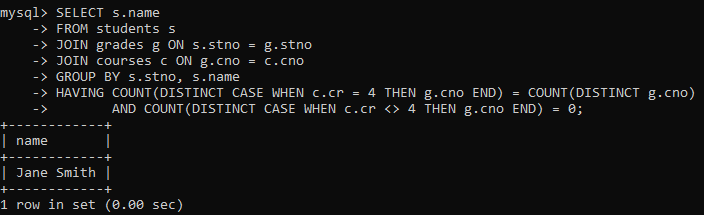 mysql> SELECT s.name
    -> FROM students s
    -> JOIN grades g ON s.stno = g.stno
    -> JOIN courses c ON g.cno = c.cno
    -> GROUP BY s.stno, s.name
    -> HAVING COUNT(DISTINCT CASE WHEN c.cr = 4 THEN g.cno END) = COUNT(DISTINCT g.cno)
    ->        AND COUNT(DISTINCT CASE WHEN c.cr <> 4 THEN g.cno END) = 0;
+------------+
| name       |
+------------+
| Jane Smith |
+------------+
1 row in set (0.00 sec)